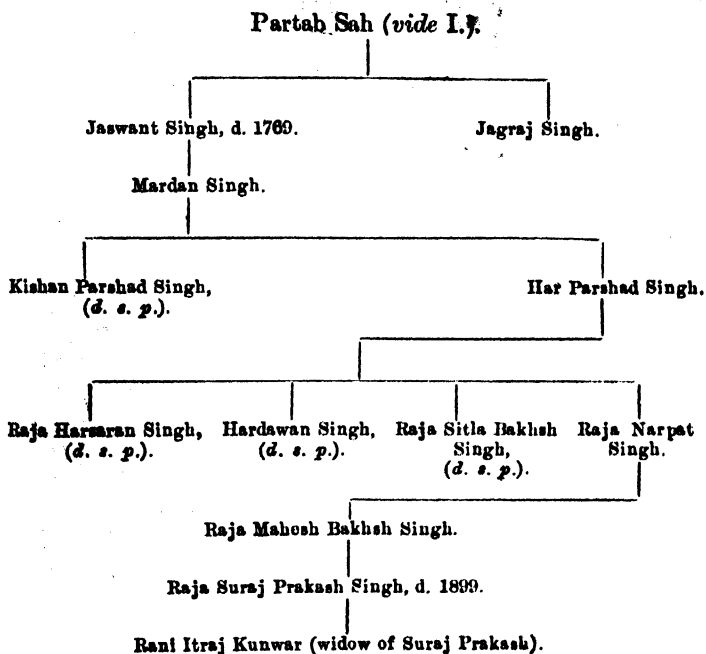 Partab Sah (vide I.).
Jaswant Singh, d. 1769.
Jagraj Singh.
Mardan Singh.
Kishan Parshad Singh,
(d. s. p.).
Har Parshad Singh.
Raja Harsaran Singh,
(d. s. p.).
Hardawan Singh,
(d. s. p.).
Raja Sitla Bakhsh
Singh,
(d. s. p.).
Raja Narpat
Singh.
Raja Mahesh Bakhsh Singh.
Raja Suraj Prakash Singh, d. 1899.
Rani Itraj Kunwar (widow of Suraj Prakash).